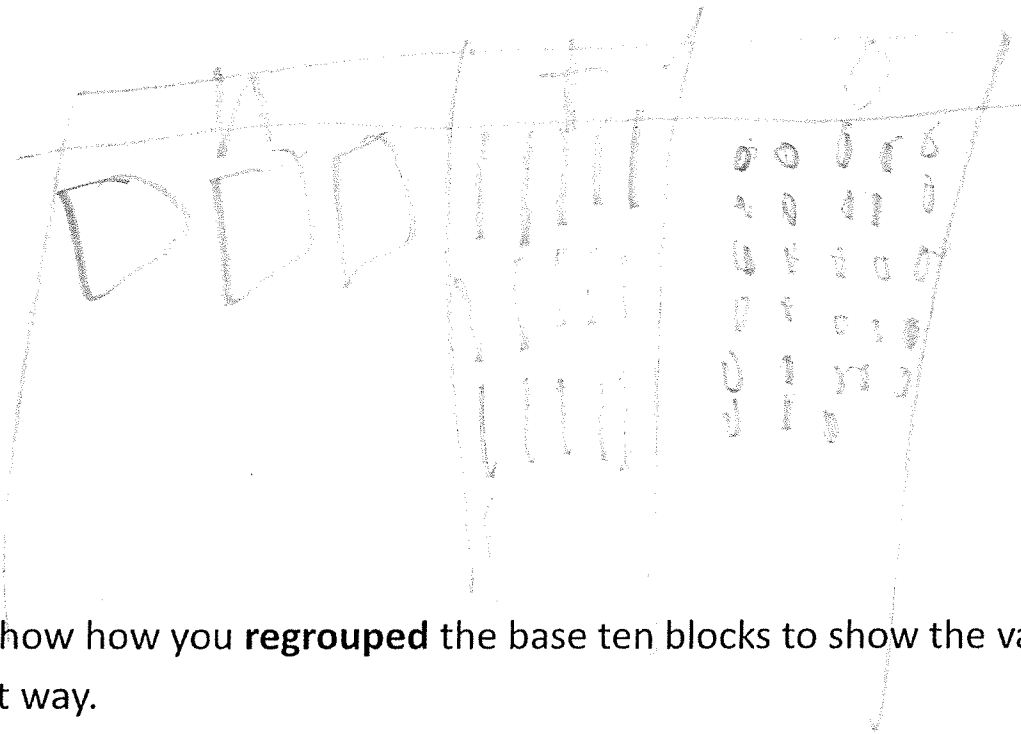 H T O
how how you regrouped the base ten blocks to show the va
t way.